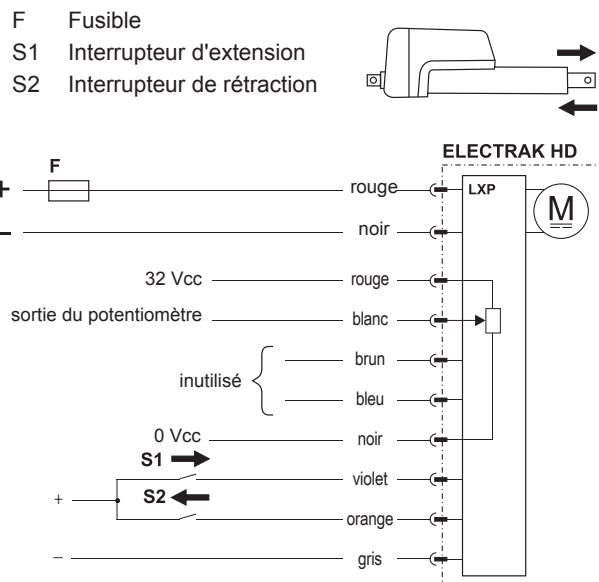 F Fusible
S1 Interrupteur d'extension
S2 Interrupteur de rétraction
ELECTRAK HD
F
+ rouge LXP
M
– noir
32 Vcc rouge
sortie du potentiomètre blanc
brun
inutilisé
bleu
0 Vcc noir
S1
violet
+ S2
orange
– gris